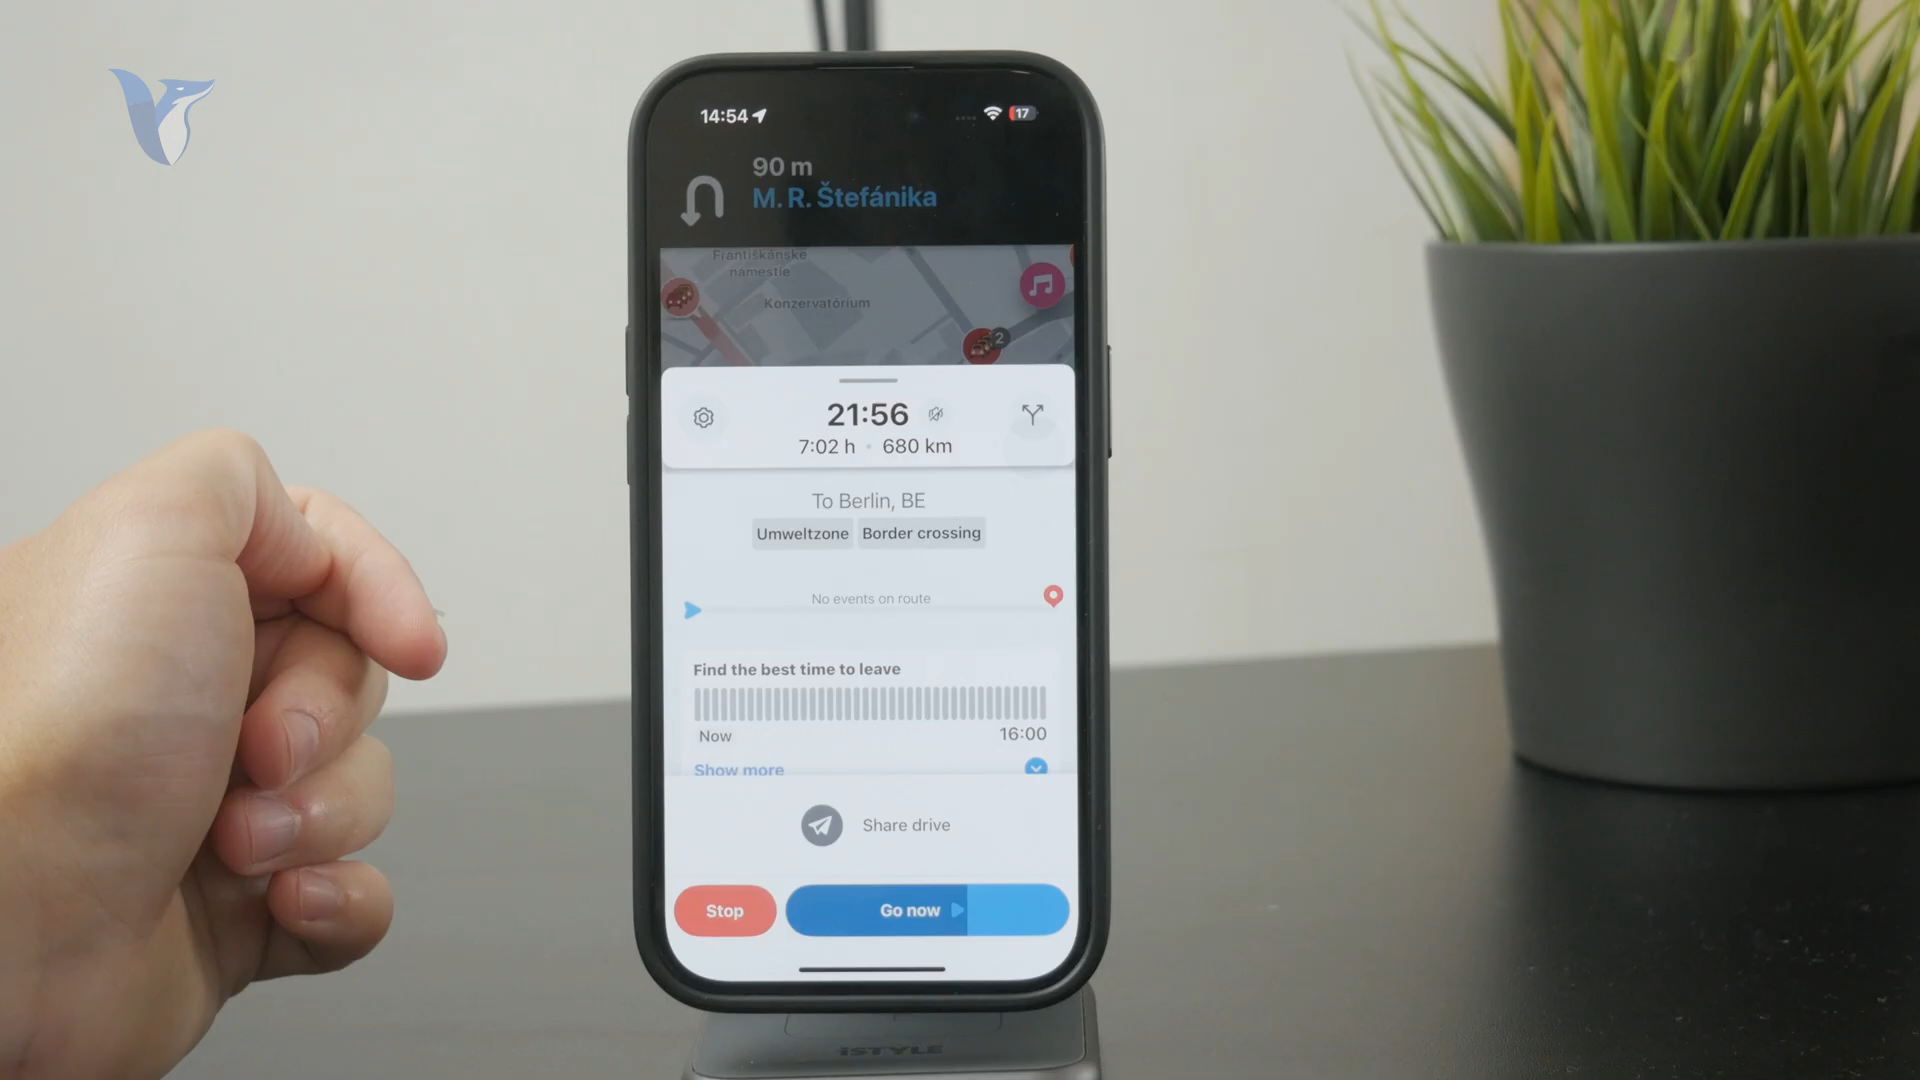 14:54
17
90 m
M. R. Štefánika
Františkánske
námestie
Konzervatórium
2
21:56
7:02 h • 680 km
To Berlin, BE
Umweltzone Border crossing
No events on route
Find the best time to leave
Now 16:00
Show more
Share drive
Stop Go now
iSTYLE